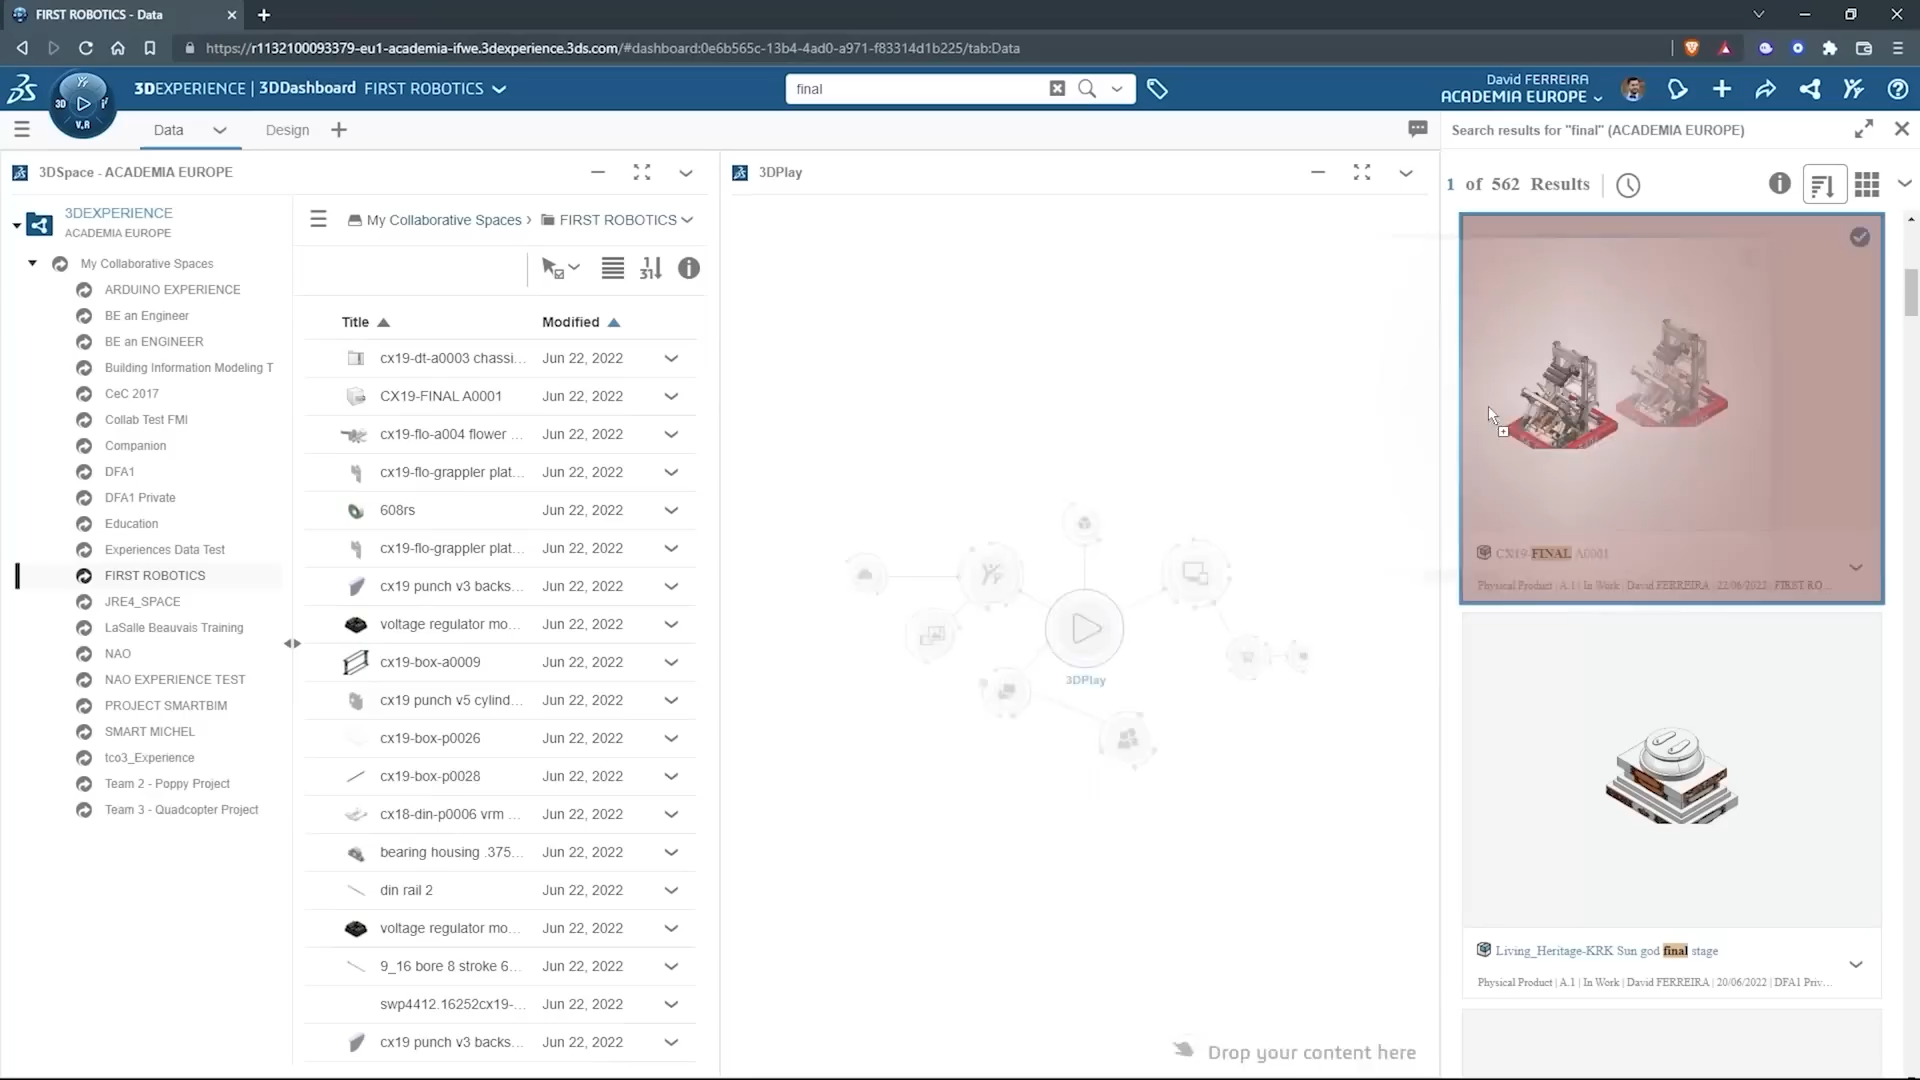 FIRST ROBOTICS - Data
https://r1132100093379-eu1-academia-ifwe.3dexperience.3ds.com/#dashboard:0e6b565c-13b4-4ad0-a971-f83314d1b225/tab:Data
3D
V.R
3DEXPERIENCE | 3DDashboard FIRST ROBOTICS
final
David FERREIRA
ACADEMIA EUROPE
Data
Design
Search results for "final" (ACADEMIA EUROPE)
3DSpace - ACADEMIA EUROPE
3DPlay
1 of 562 Results
3DEXPERIENCE
ACADEMIA EUROPE
My Collaborative Spaces
ARDUINO EXPERIENCE
BE an Engineer
BE an ENGINEER
Building Information Modeling T
CeC 2017
Collab Test FMI
Companion
DFA1
DFA1 Private
Education
Experiences Data Test
FIRST ROBOTICS
JRE4_SPACE
LaSalle Beauvais Training
NAO
NAO EXPERIENCE TEST
PROJECT SMARTBIM
SMART MICHEL
tco3_Experience
Team 2 - Poppy Project
Team 3 - Quadcopter Project
My Collaborative Spaces › FIRST ROBOTICS
Title Modified
cx19-dt-a0003 chassi... Jun 22, 2022
CX19-FINAL A0001 Jun 22, 2022
cx19-flo-a004 flower ... Jun 22, 2022
cx19-flo-grappler plat... Jun 22, 2022
608rs Jun 22, 2022
cx19-flo-grappler plat... Jun 22, 2022
cx19 punch v3 backs... Jun 22, 2022
voltage regulator mo... Jun 22, 2022
cx19-box-a0009 Jun 22, 2022
cx19 punch v5 cylind... Jun 22, 2022
cx19-box-p0026 Jun 22, 2022
cx19-box-p0028 Jun 22, 2022
cx18-din-p0006 vrm ... Jun 22, 2022
bearing housing .375... Jun 22, 2022
din rail 2 Jun 22, 2022
voltage regulator mo... Jun 22, 2022
9_16 bore 8 stroke 6... Jun 22, 2022
swp4412.16252cx19-... Jun 22, 2022
cx19 punch v3 backs... Jun 22, 2022
3DPlay
Drop your content here
CX19-FINAL A0001
Physical Product | A.1 | In Work | David FERREIRA | 22/06/2022 | FIRST RO...
Living_Heritage-KRK Sun god final stage
Physical Product | A.1 | In Work | David FERREIRA | 20/06/2022 | DFA1 Priv...